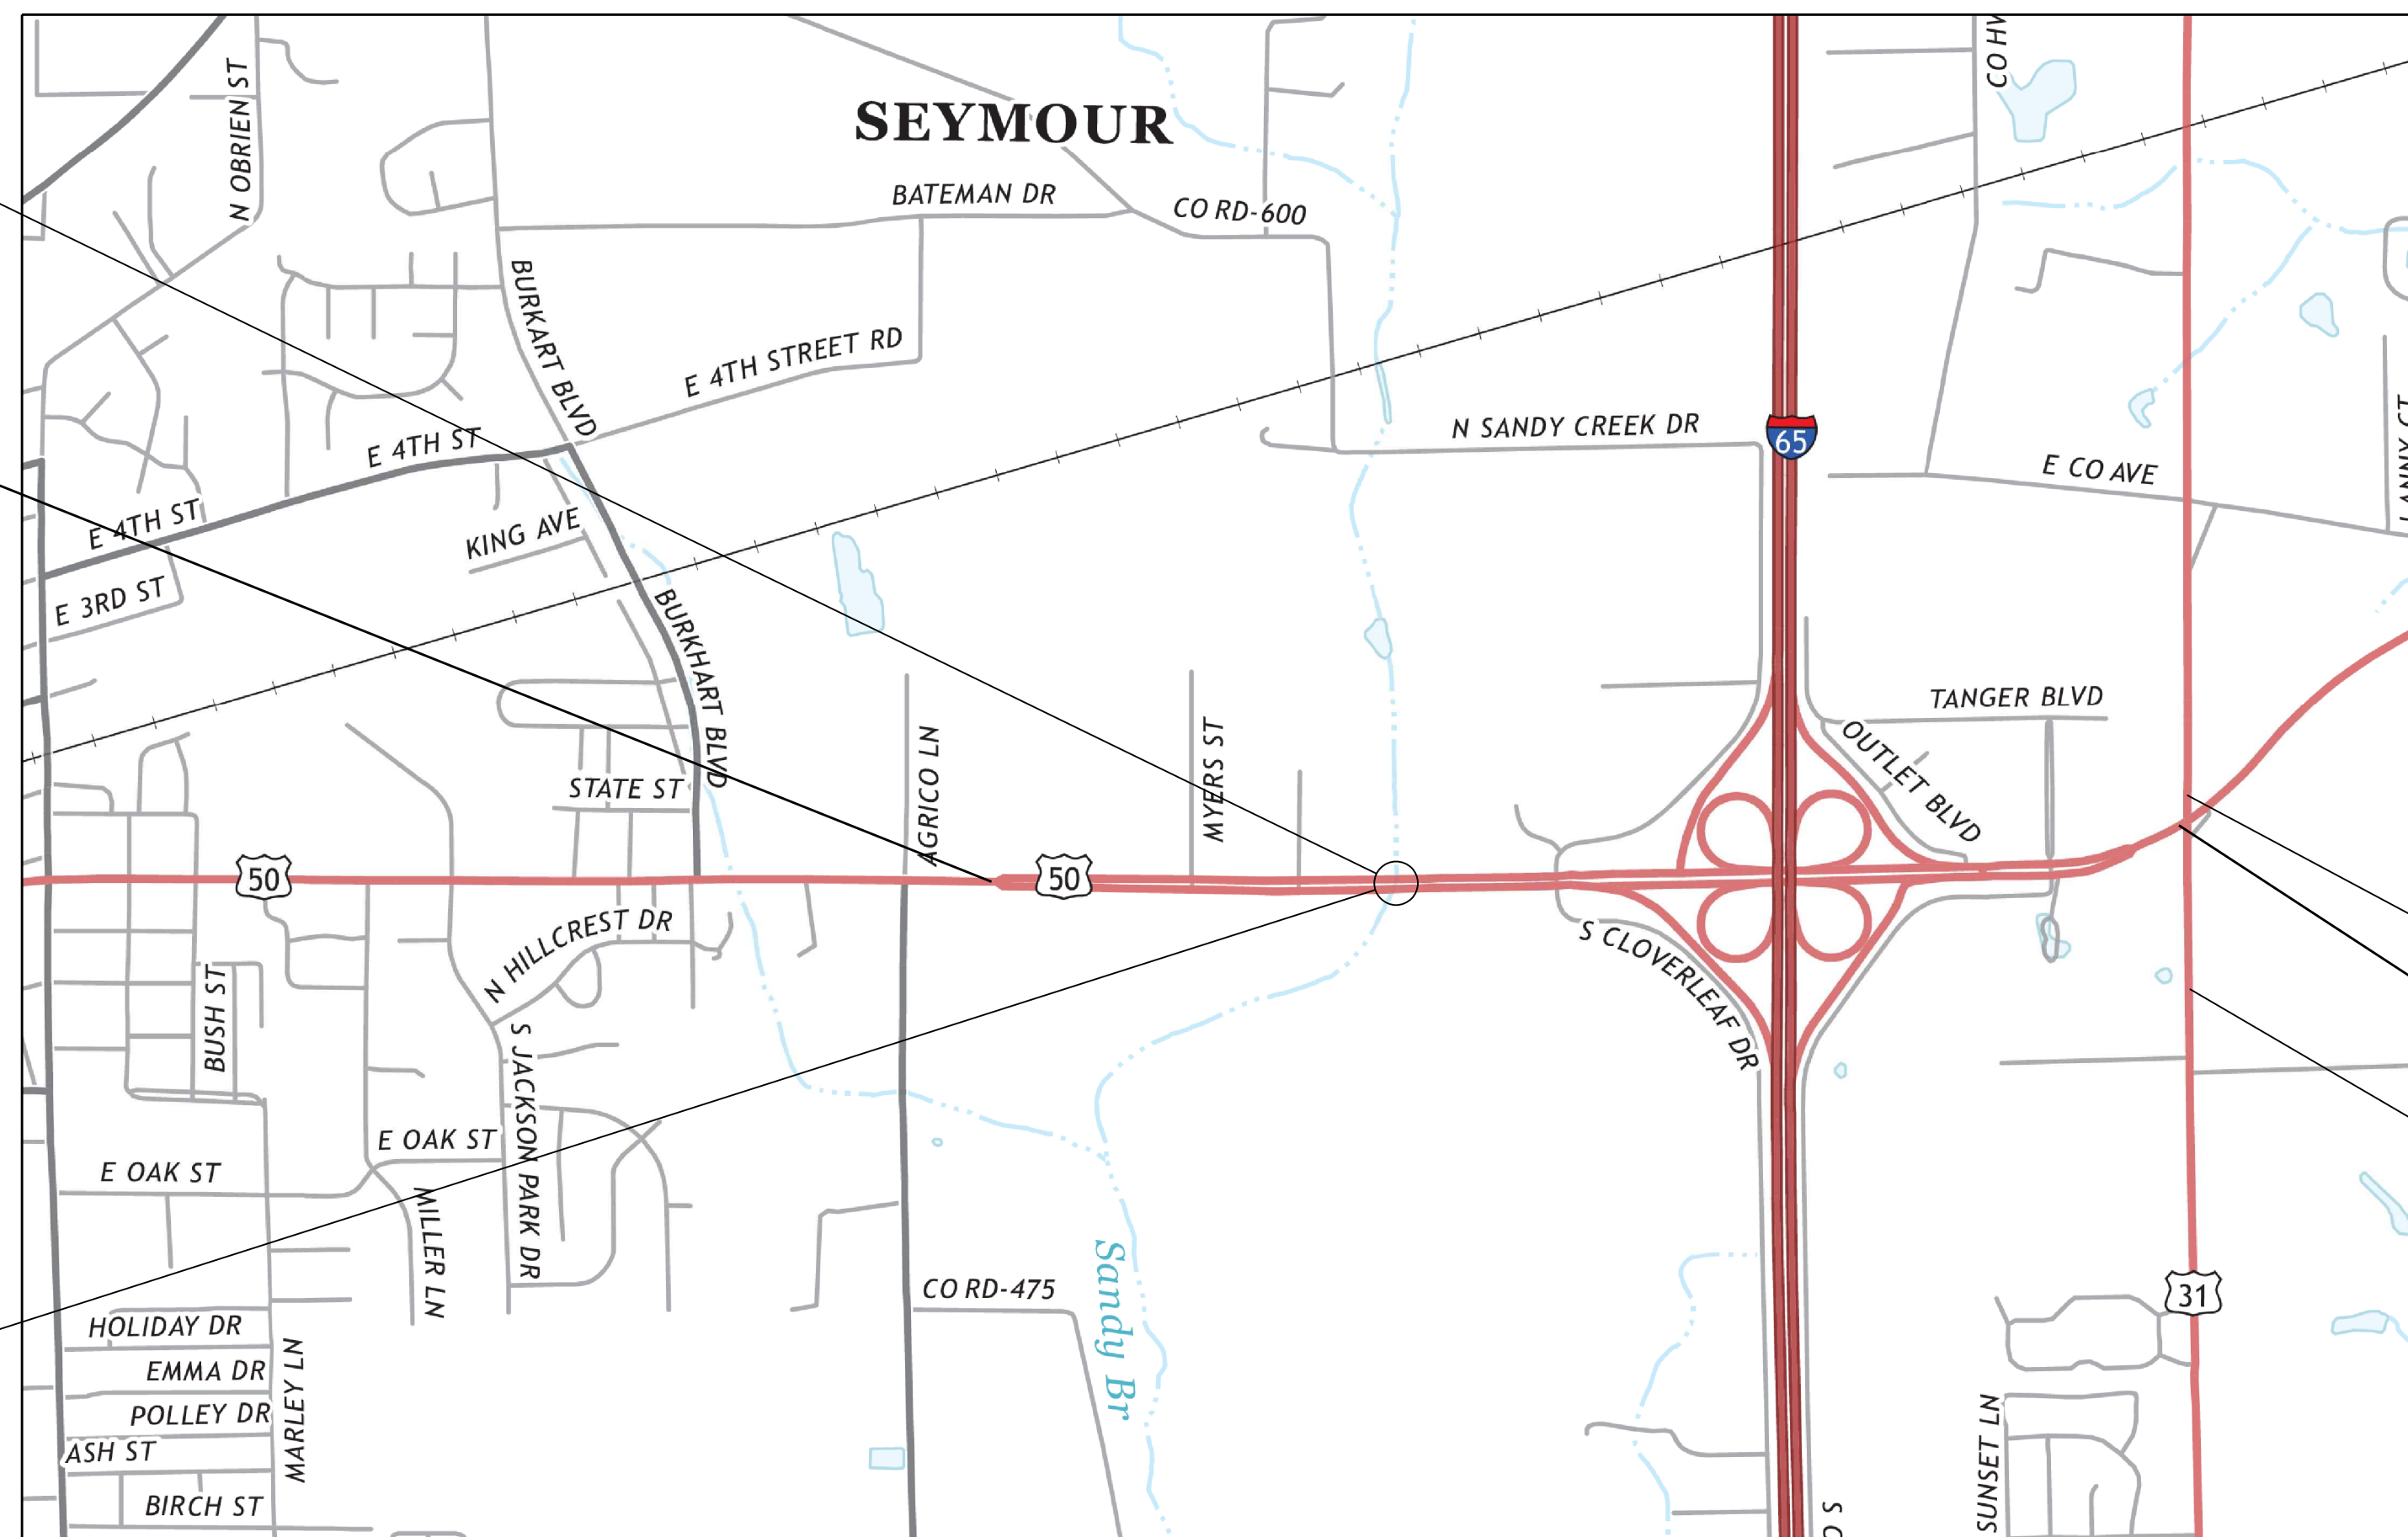 CO HW
N OBRIEN ST
SEYMOUR
BATEMAN DR
CO RD-600
BURKART BLVD
E 4TH STREET RD
N SANDY CREEK DR
65
E CO AVE
E 4TH ST
E 4TH ST
KING AVE
E 3RD ST
BURKHART BLVD
TANGER BLVD
OUTLET BLVD
AGRICO LN
MYERS ST
STATE ST
50
50
N HILLCREST DR
S CLOVERLEAF DR
BUSH ST
S JACKSON PARK DR
E OAK ST
E OAK ST
MILLER LN
Sandy Br
CO RD-475
31
HOLIDAY DR
EMMA DR
MARLEY LN
POLLEY DR
ASH ST
SUNSET LN
BIRCH ST